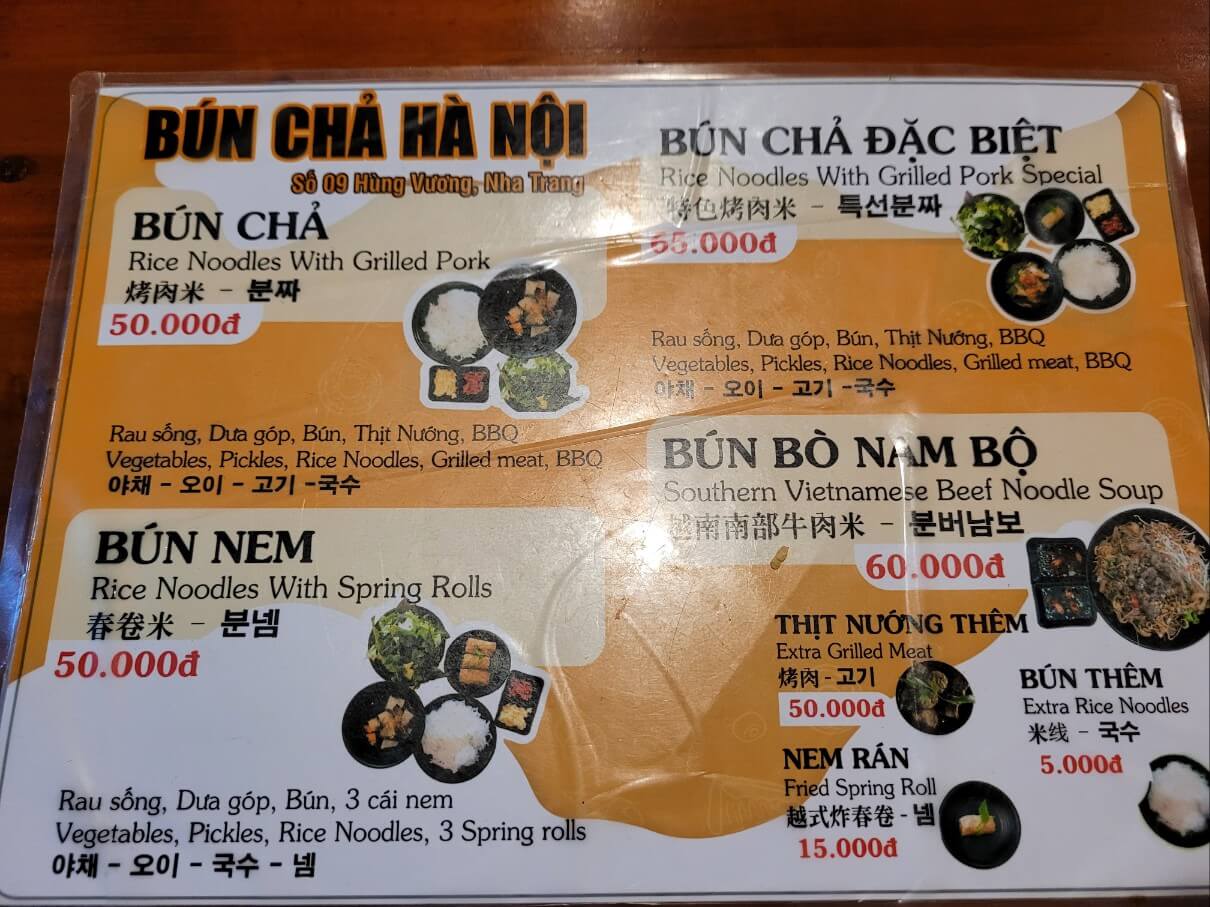 BÚN CHẢ HÀ NỘI
Số 09 Hùng Vương, Nha Trang
BÚN CHẢ
Rice Noodles With Grilled Pork
烤肉米 - 분짜
50.000đ
Rau sống, Dưa góp, Bún, Thịt Nướng, BBQ
Vegetables, Pickles, Rice Noodles, Grilled meat, BBQ
야채 - 오이 - 고기 -국수
BÚN NEM
Rice Noodles With Spring Rolls
春卷米 - 분넴
50.000đ
Rau sống, Dưa góp, Bún, 3 cái nem
Vegetables, Pickles, Rice Noodles, 3 Spring rolls
야채 - 오이 - 국수 - 넴
BÚN CHẢ ĐẶC BIỆT
Rice Noodles With Grilled Pork Special
特色烤肉米 - 특선분짜
65.000đ
Rau sống, Dưa góp, Bún, Thịt Nướng, BBQ
Vegetables, Pickles, Rice Noodles, Grilled meat, BBQ
야채 - 오이 - 고기 -국수
BÚN BÒ NAM BỘ
Southern Vietnamese Beef Noodle Soup
越南南部牛肉米 - 분버남보
60.000đ
THỊT NƯỚNG THÊM
Extra Grilled Meat
烤肉 - 고기
50.000đ
BÚN THÊM
Extra Rice Noodles
米线 - 국수
5.000đ
NEM RÁN
Fried Spring Roll
越式炸春卷 - 넴
15.000đ